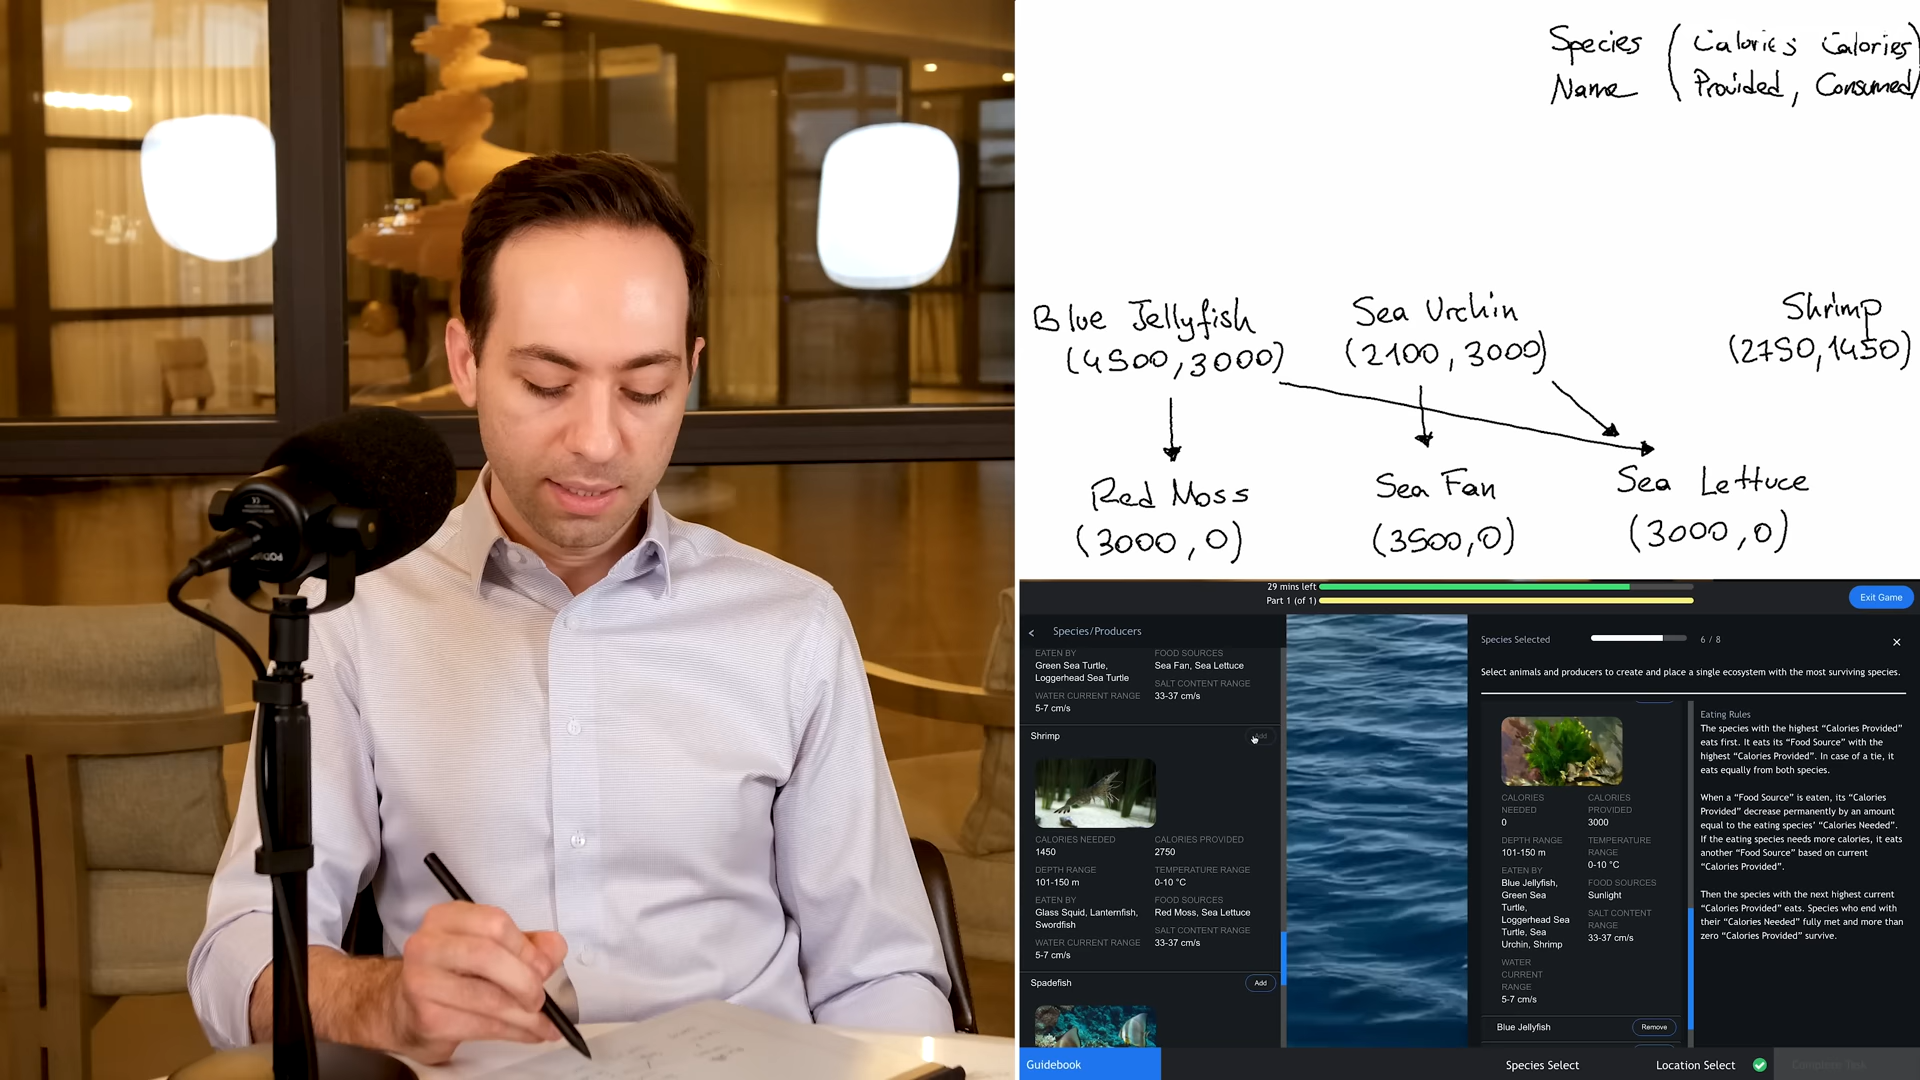 Species
Name
Calories Calories
Provided, Consumed
Blue Jellyfish
(4500, 3000)
Sea Urchin
(2100, 3000)
Shrimp
(2750, 1450)
Red Moss
(3000, 0)
Sea Fan
(3500, 0)
Sea Lettuce
(3000, 0)
29 mins left
Part 1 (of 1)
Exit Game
< Species/Producers
EATEN BY
Green Sea Turtle,
Loggerhead Sea Turtle
WATER CURRENT RANGE
5-7 cm/s
FOOD SOURCES
Sea Fan, Sea Lettuce
SALT CONTENT RANGE
33-37 cm/s
Shrimp
Add
CALORIES NEEDED
1450
CALORIES PROVIDED
2750
DEPTH RANGE
101-150 m
TEMPERATURE RANGE
0-10 °C
EATEN BY
Glass Squid, Lanternfish,
Swordfish
FOOD SOURCES
Red Moss, Sea Lettuce
SALT CONTENT RANGE
33-37 cm/s
WATER CURRENT RANGE
5-7 cm/s
Spadefish
Add
Species Selected
6 / 8
Select animals and producers to create and place a single ecosystem with the most surviving species.
CALORIES
NEEDED
0
CALORIES
PROVIDED
3000
DEPTH RANGE
101-150 m
TEMPERATURE
RANGE
0-10 °C
EATEN BY
Blue Jellyfish,
Green Sea
Turtle,
Loggerhead Sea
Turtle, Sea
Urchin, Shrimp
FOOD SOURCES
Sunlight
SALT CONTENT
RANGE
33-37 cm/s
WATER
CURRENT
RANGE
5-7 cm/s
Blue Jellyfish
Remove
Eating Rules
The species with the highest “Calories Provided”
eats first. It eats its “Food Source” with the
highest “Calories Provided”. In case of a tie, it
eats equally from both species.
When a “Food Source” is eaten, its “Calories
Provided” decrease permanently by an amount
equal to the eating species’ “Calories Needed”.
If the eating species needs more calories, it eats
another “Food Source” based on current
“Calories Provided”.
Then the species with the next highest current
“Calories Provided” eats. Species who end with
their “Calories Needed” fully met and more than
zero “Calories Provided” survive.
Guidebook
Species Select
Location Select